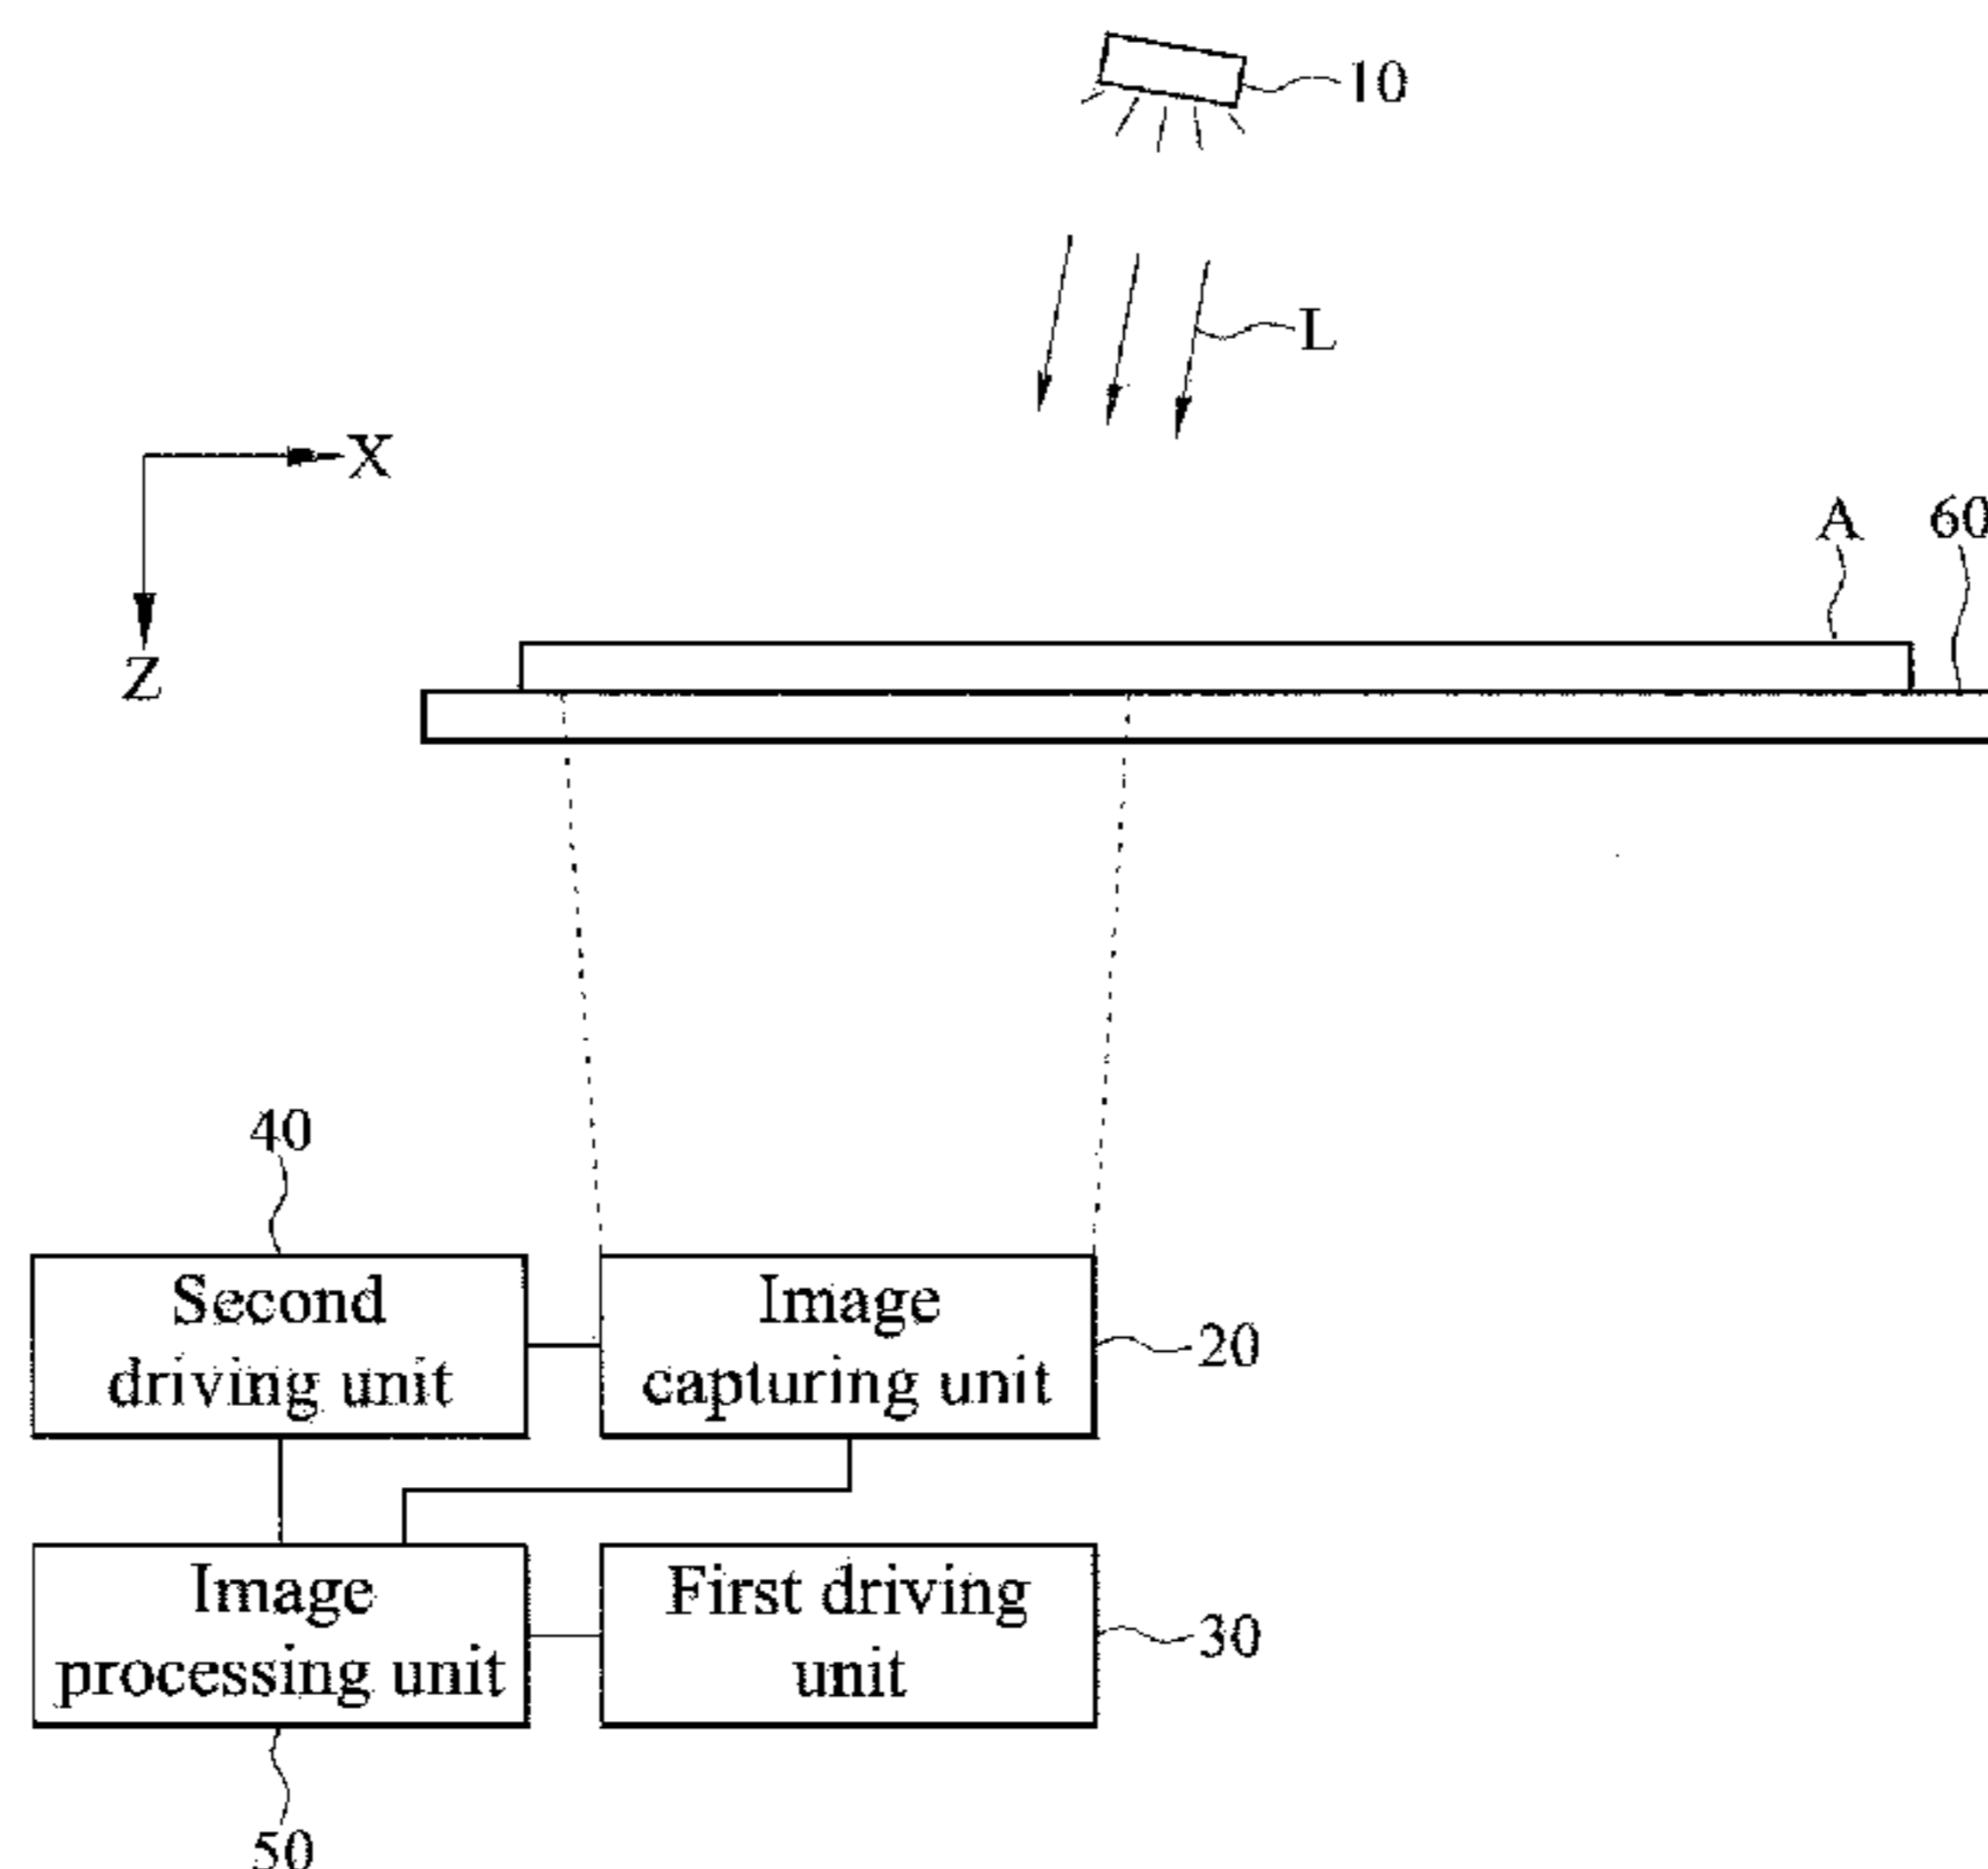 10
L
X
Z
A
60
40
Second
driving unit
Image
capturing unit
20
Image
processing unit
First driving
unit
30
50